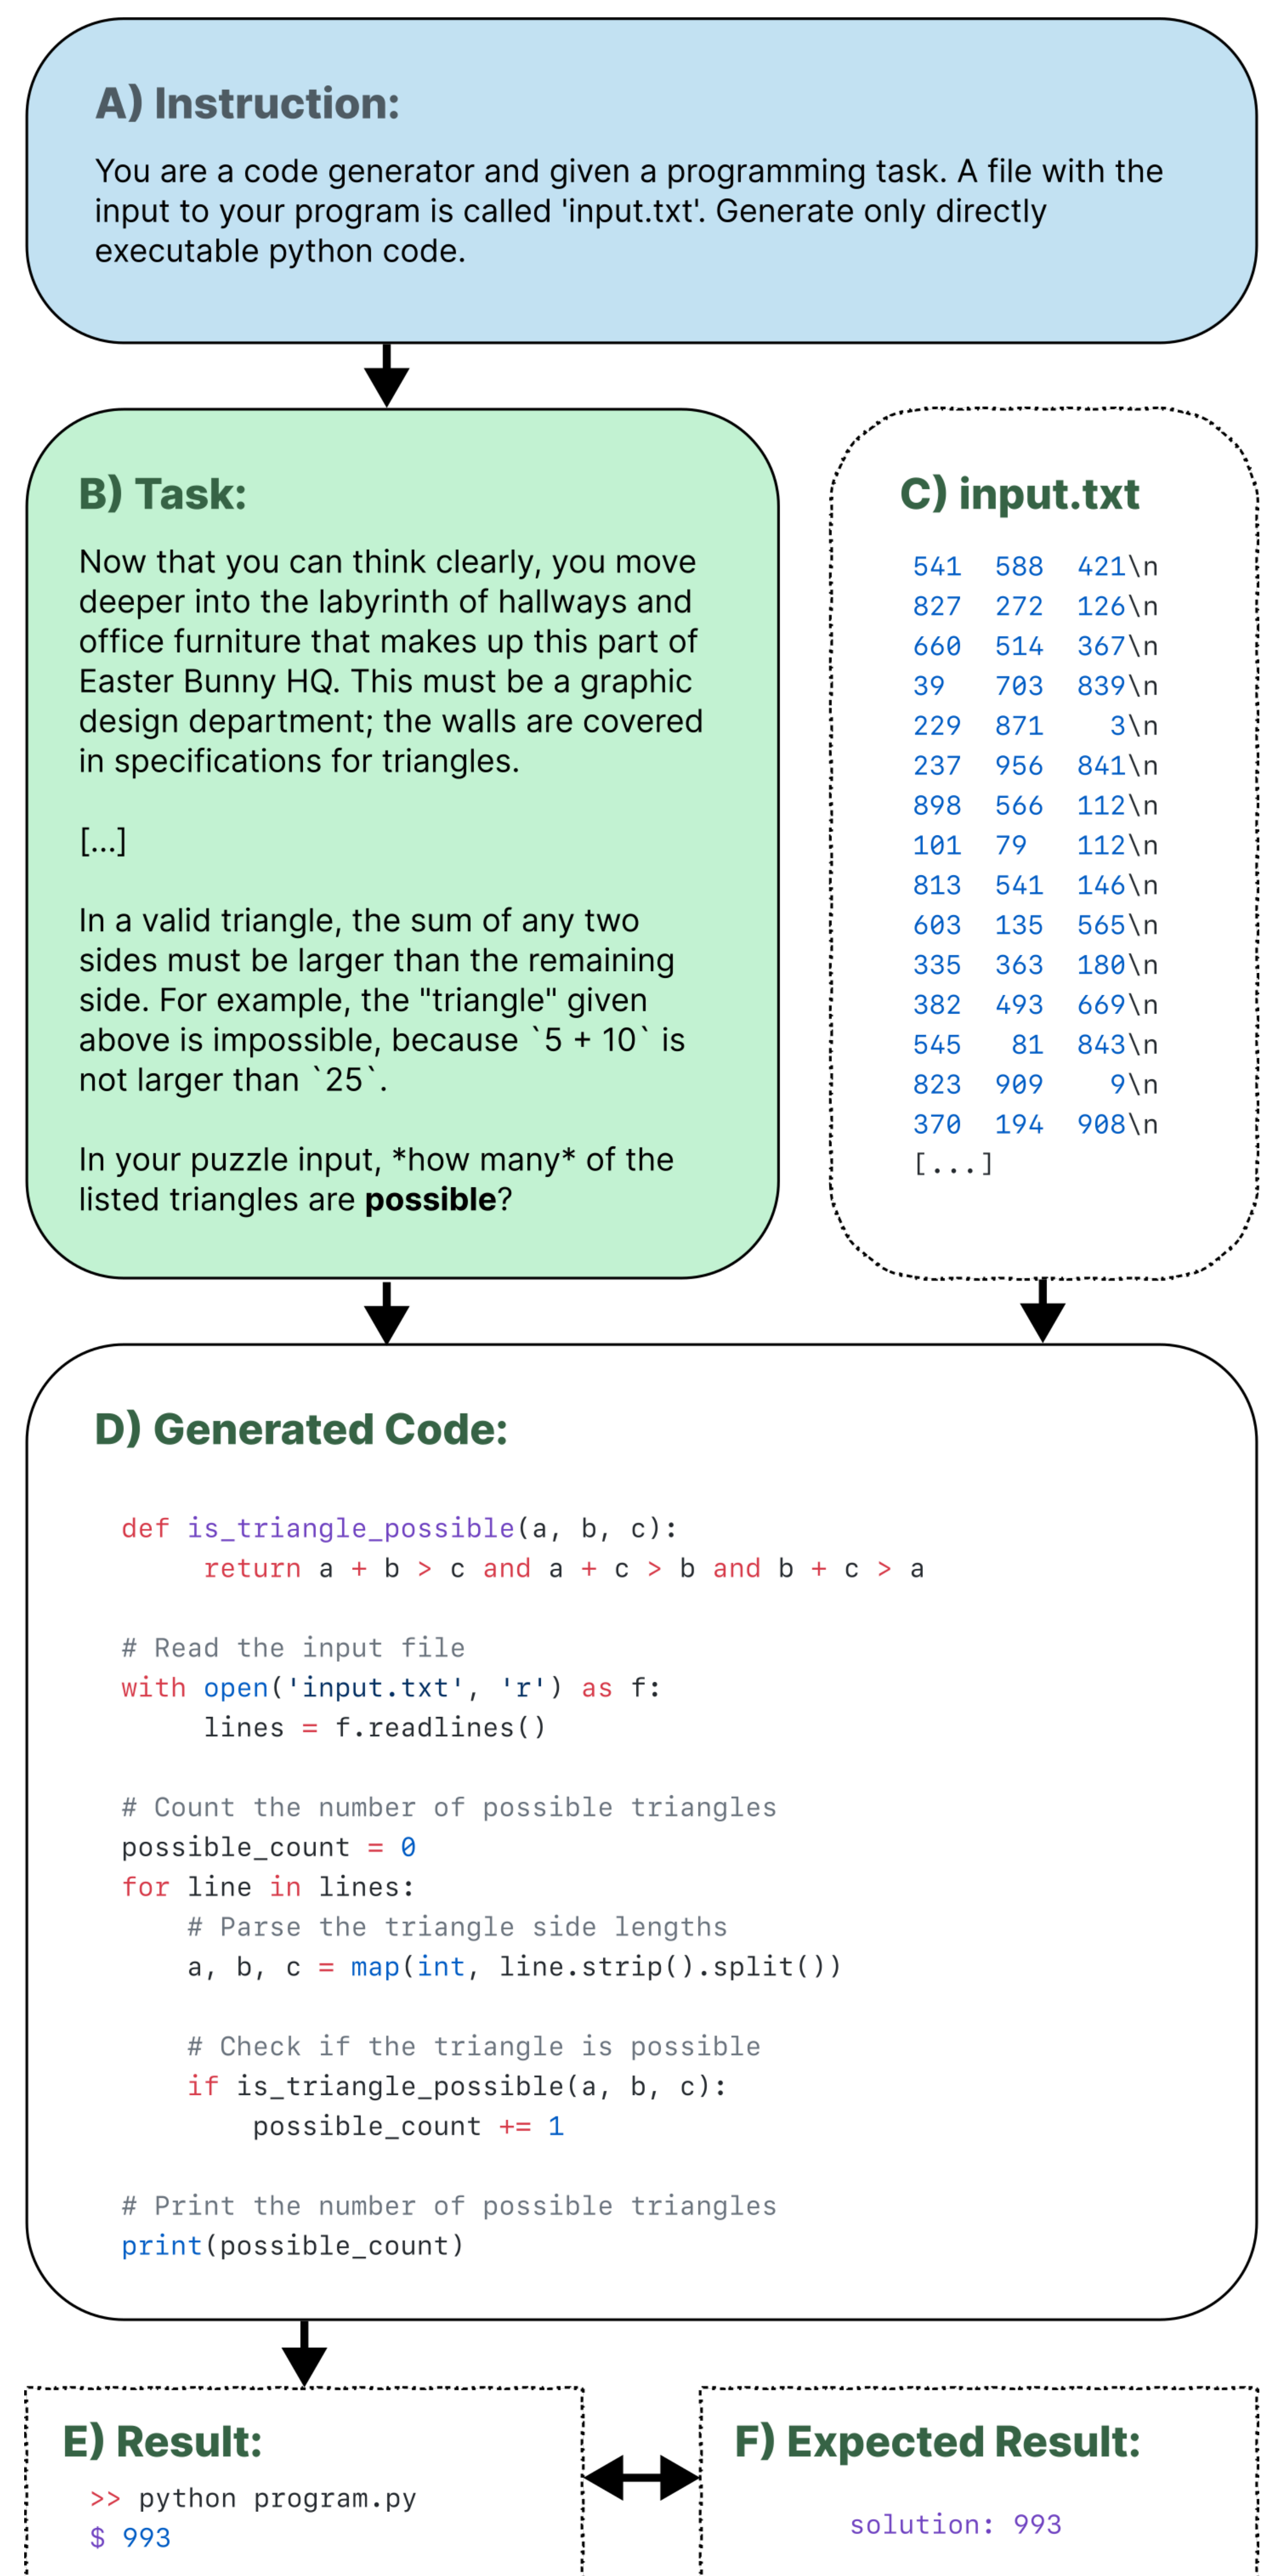 A) Instruction:
You are a code generator and given a programming task. A file with the
input to your program is called 'input.txt'. Generate only directly
executable python code.
B) Task:
Now that you can think clearly, you move
deeper into the labyrinth of hallways and
office furniture that makes up this part of
Easter Bunny HQ. This must be a graphic
design department; the walls are covered
in specifications for triangles.
[...]
In a valid triangle, the sum of any two
sides must be larger than the remaining
side. For example, the "triangle" given
above is impossible, because `5 + 10` is
not larger than `25`.
In your puzzle input, *how many* of the
listed triangles are possible?
C) input.txt
541  588  421\n
827  272  126\n
660  514  367\n
39   703  839\n
229  871    3\n
237  956  841\n
898  566  112\n
101  79   112\n
813  541  146\n
603  135  565\n
335  363  180\n
382  493  669\n
545   81  843\n
823  909    9\n
370  194  908\n
[...]
D) Generated Code:
def is_triangle_possible(a, b, c):
     return a + b > c and a + c > b and b + c > a
# Read the input file
with open('input.txt', 'r') as f:
     lines = f.readlines()
# Count the number of possible triangles
possible_count = 0
for line in lines:
    # Parse the triangle side lengths
    a, b, c = map(int, line.strip().split())
    # Check if the triangle is possible
    if is_triangle_possible(a, b, c):
        possible_count += 1
# Print the number of possible triangles
print(possible_count)
E) Result:
>> python program.py
$ 993
F) Expected Result:
solution: 993